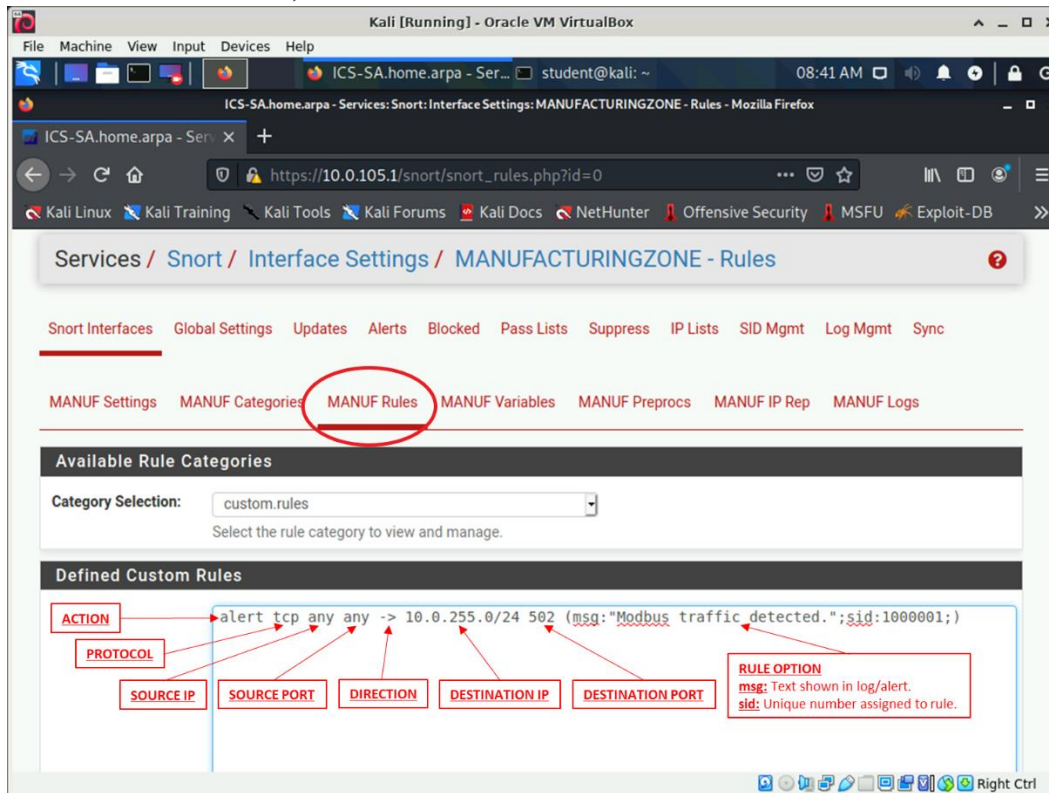 Kali [Running] - Oracle VM VirtualBox
File Machine View Input Devices Help
ICS-SA.home.arpa - Ser... student@kali: ~ 08:41 AM
ICS-SA.home.arpa - Services: Snort: Interface Settings: MANUFACTURINGZONE - Rules - Mozilla Firefox
ICS-SA.home.arpa - Serv
https://10.0.105.1/snort/snort_rules.php?id=0
Kali Linux Kali Training Kali Tools Kali Forums Kali Docs NetHunter Offensive Security MSFU Exploit-DB
Services / Snort / Interface Settings / MANUFACTURINGZONE - Rules
Snort Interfaces Global Settings Updates Alerts Blocked Pass Lists Suppress IP Lists SID Mgmt Log Mgmt Sync
MANUF Settings MANUF Categories MANUF Rules MANUF Variables MANUF Preprocs MANUF IP Rep MANUF Logs
Available Rule Categories
Category Selection: custom.rules
Select the rule category to view and manage.
Defined Custom Rules
alert tcp any any -> 10.0.255.0/24 502 (msg:"Modbus traffic detected.";sid:1000001;)
ACTION
PROTOCOL
SOURCE IP SOURCE PORT DIRECTION DESTINATION IP DESTINATION PORT
RULE OPTION
msg: Text shown in log/alert.
sid: Unique number assigned to rule.
Right Ctrl